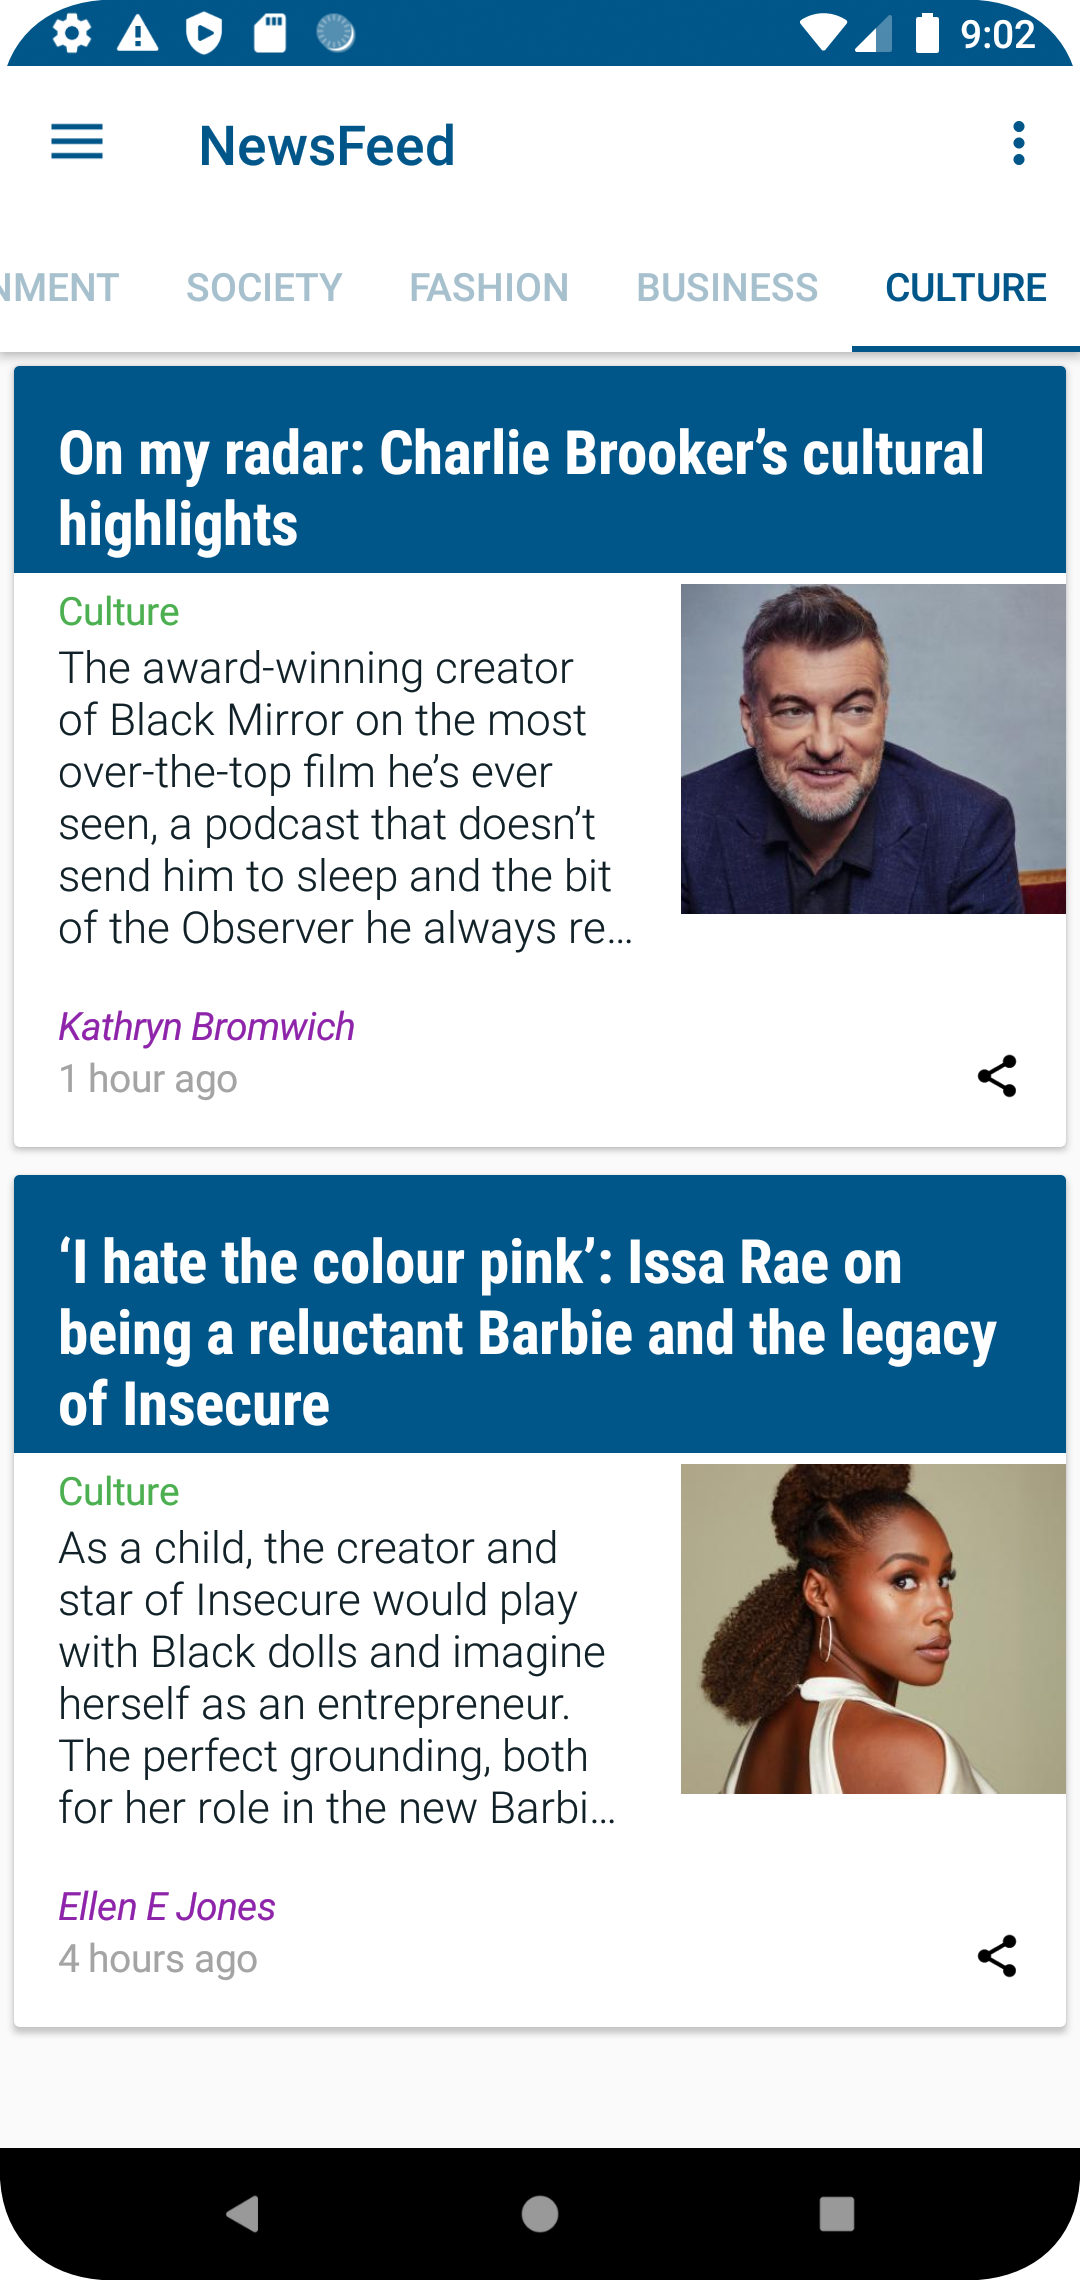 9:02
NewsFeed
NMENT SOCIETY FASHION BUSINESS CULTURE
On my radar: Charlie Brooker’s cultural
highlights
Culture
The award-winning creator
of Black Mirror on the most
over-the-top film he’s ever
seen, a podcast that doesn’t
send him to sleep and the bit
of the Observer he always re…
Kathryn Bromwich
1 hour ago
‘I hate the colour pink’: Issa Rae on
being a reluctant Barbie and the legacy
of Insecure
Culture
As a child, the creator and
star of Insecure would play
with Black dolls and imagine
herself as an entrepreneur.
The perfect grounding, both
for her role in the new Barbi…
Ellen E Jones
4 hours ago